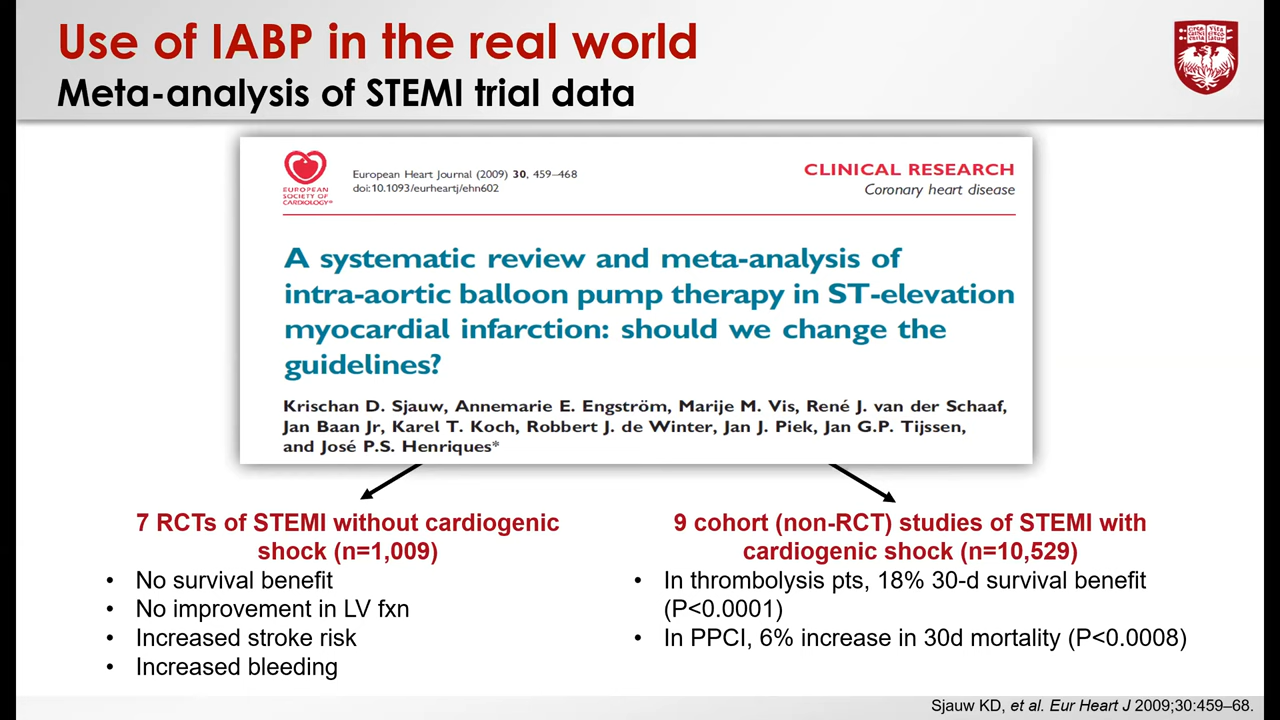 Use of IABP in the real world
Meta-analysis of STEMI trial data
EUROPEAN
SOCIETY OF
CARDIOLOGY®
European Heart Journal (2009) 30, 459–468
doi:10.1093/eurheartj/ehn602
CLINICAL RESEARCH
Coronary heart disease
A systematic review and meta-analysis of
intra-aortic balloon pump therapy in ST-elevation
myocardial infarction: should we change the
guidelines?
Krischan D. Sjauw, Annemarie E. Engström, Marije M. Vis, René J. van der Schaaf,
Jan Baan Jr, Karel T. Koch, Robbert J. de Winter, Jan J. Piek, Jan G.P. Tijssen,
and José P.S. Henriques*
7 RCTs of STEMI without cardiogenic
shock (n=1,009)
• No survival benefit
• No improvement in LV fxn
• Increased stroke risk
• Increased bleeding
9 cohort (non-RCT) studies of STEMI with
cardiogenic shock (n=10,529)
• In thrombolysis pts, 18% 30-d survival benefit
(P<0.0001)
• In PPCI, 6% increase in 30d mortality (P<0.0008)
Sjauw KD, et al. Eur Heart J 2009;30:459–68.